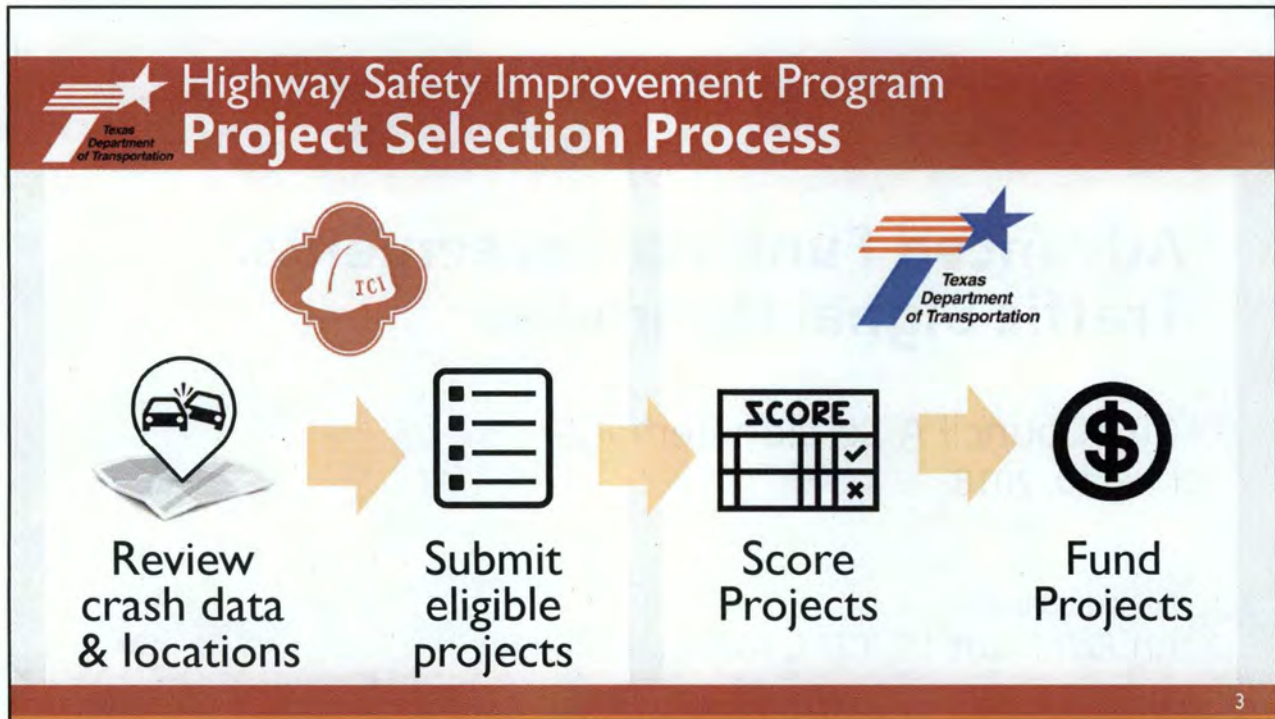 Highway Safety Improvement Program
Texas
Department
of Transportation
Project Selection Process
TCI
Texas
Department
of Transportation
SCORE
Review
crash data
& locations
Submit
eligible
projects
Score
Projects
Fund
Projects
3